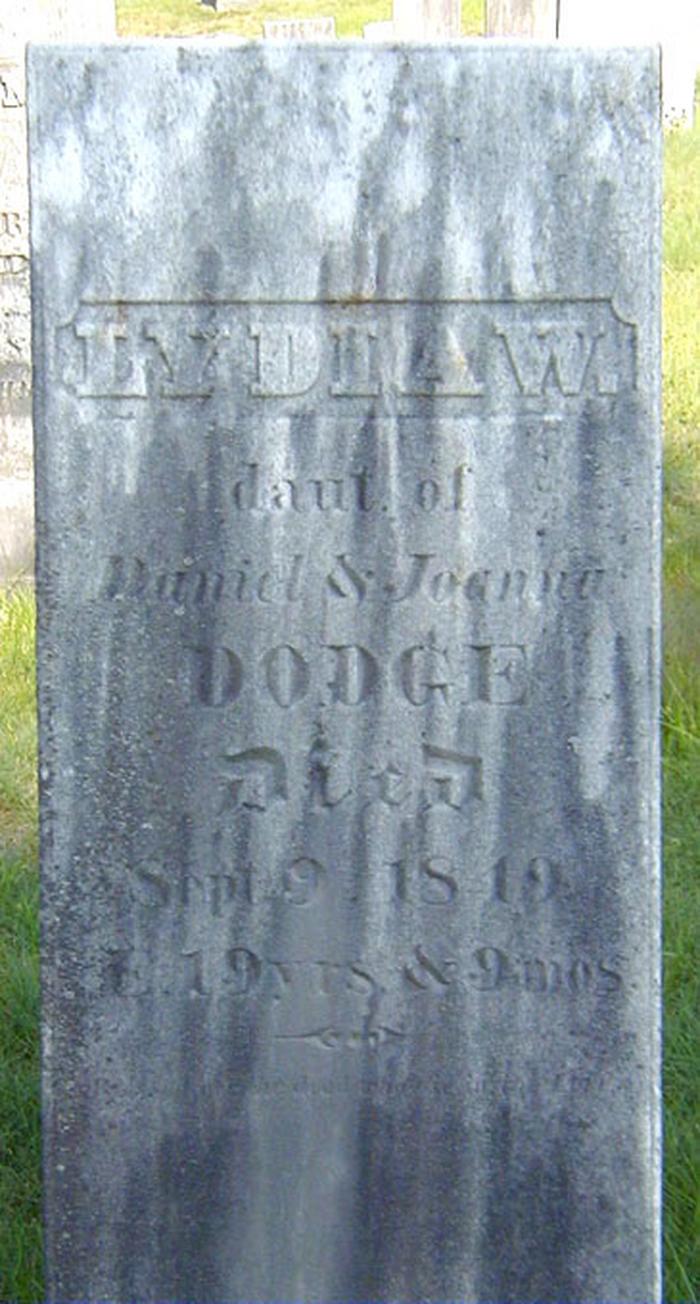 LYDIA W.
daut. of
Daniel & Joanna
DODGE
Died
Sept. 9, 1849.
Æ. 19 yrs. & 9 mos.